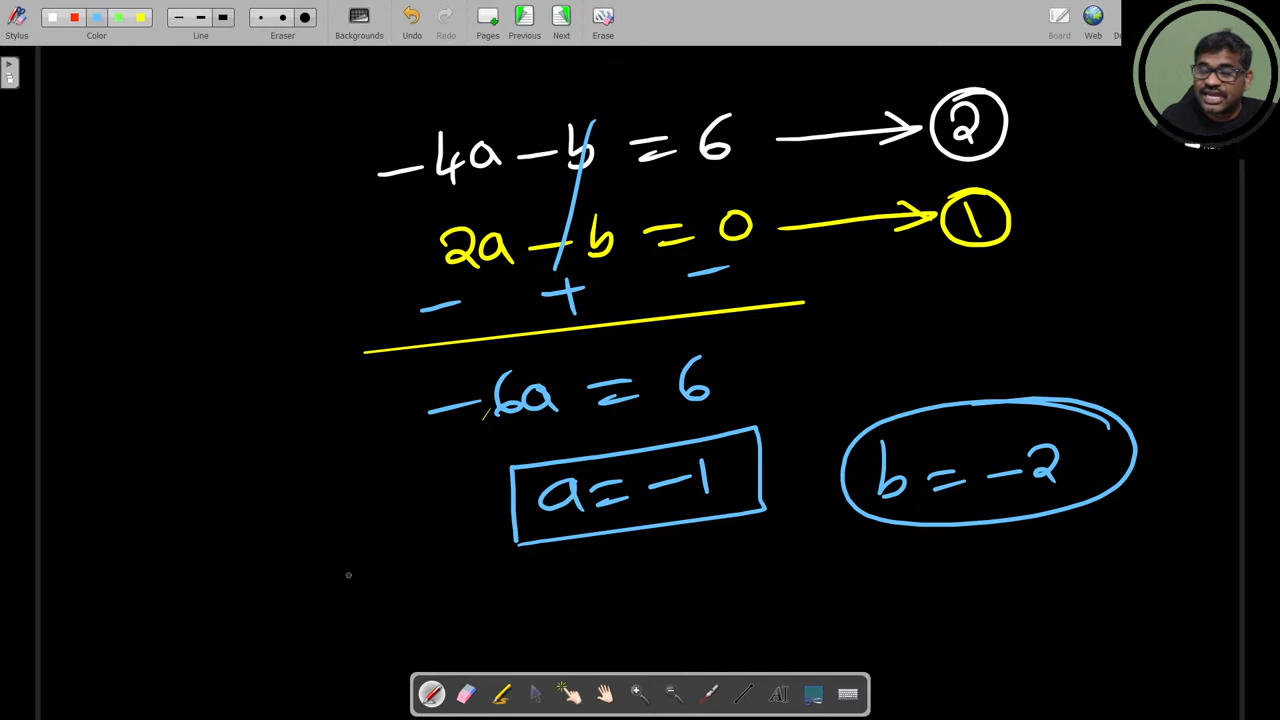 Stylus Color Line Eraser Backgrounds Undo Redo Pages Previous Next Erase Board Web
-4a - b = 6 → 2
2a - b = 0 → 1
- + -
-6a = 6
a = -1 b = -2